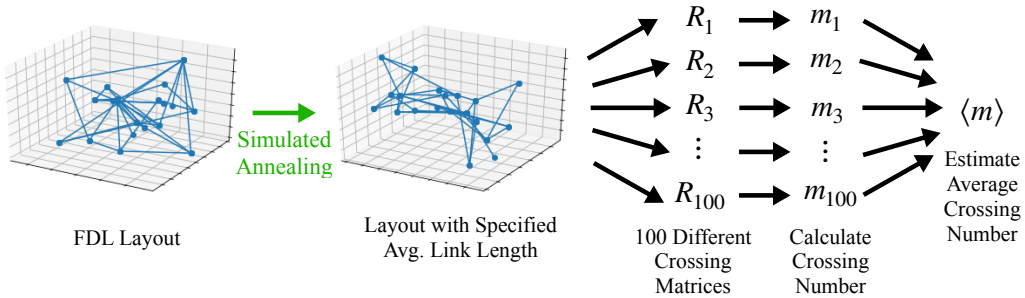 R₁ m₁
R₂ m₂
R₃ m₃
⋮ ⋮
R₁₀₀ m₁₀₀
⟨m⟩
Simulated
Annealing
FDL Layout
Layout with Specified
Avg. Link Length
100 Different
Crossing
Matrices
Calculate
Crossing
Number
Estimate
Average
Crossing
Number